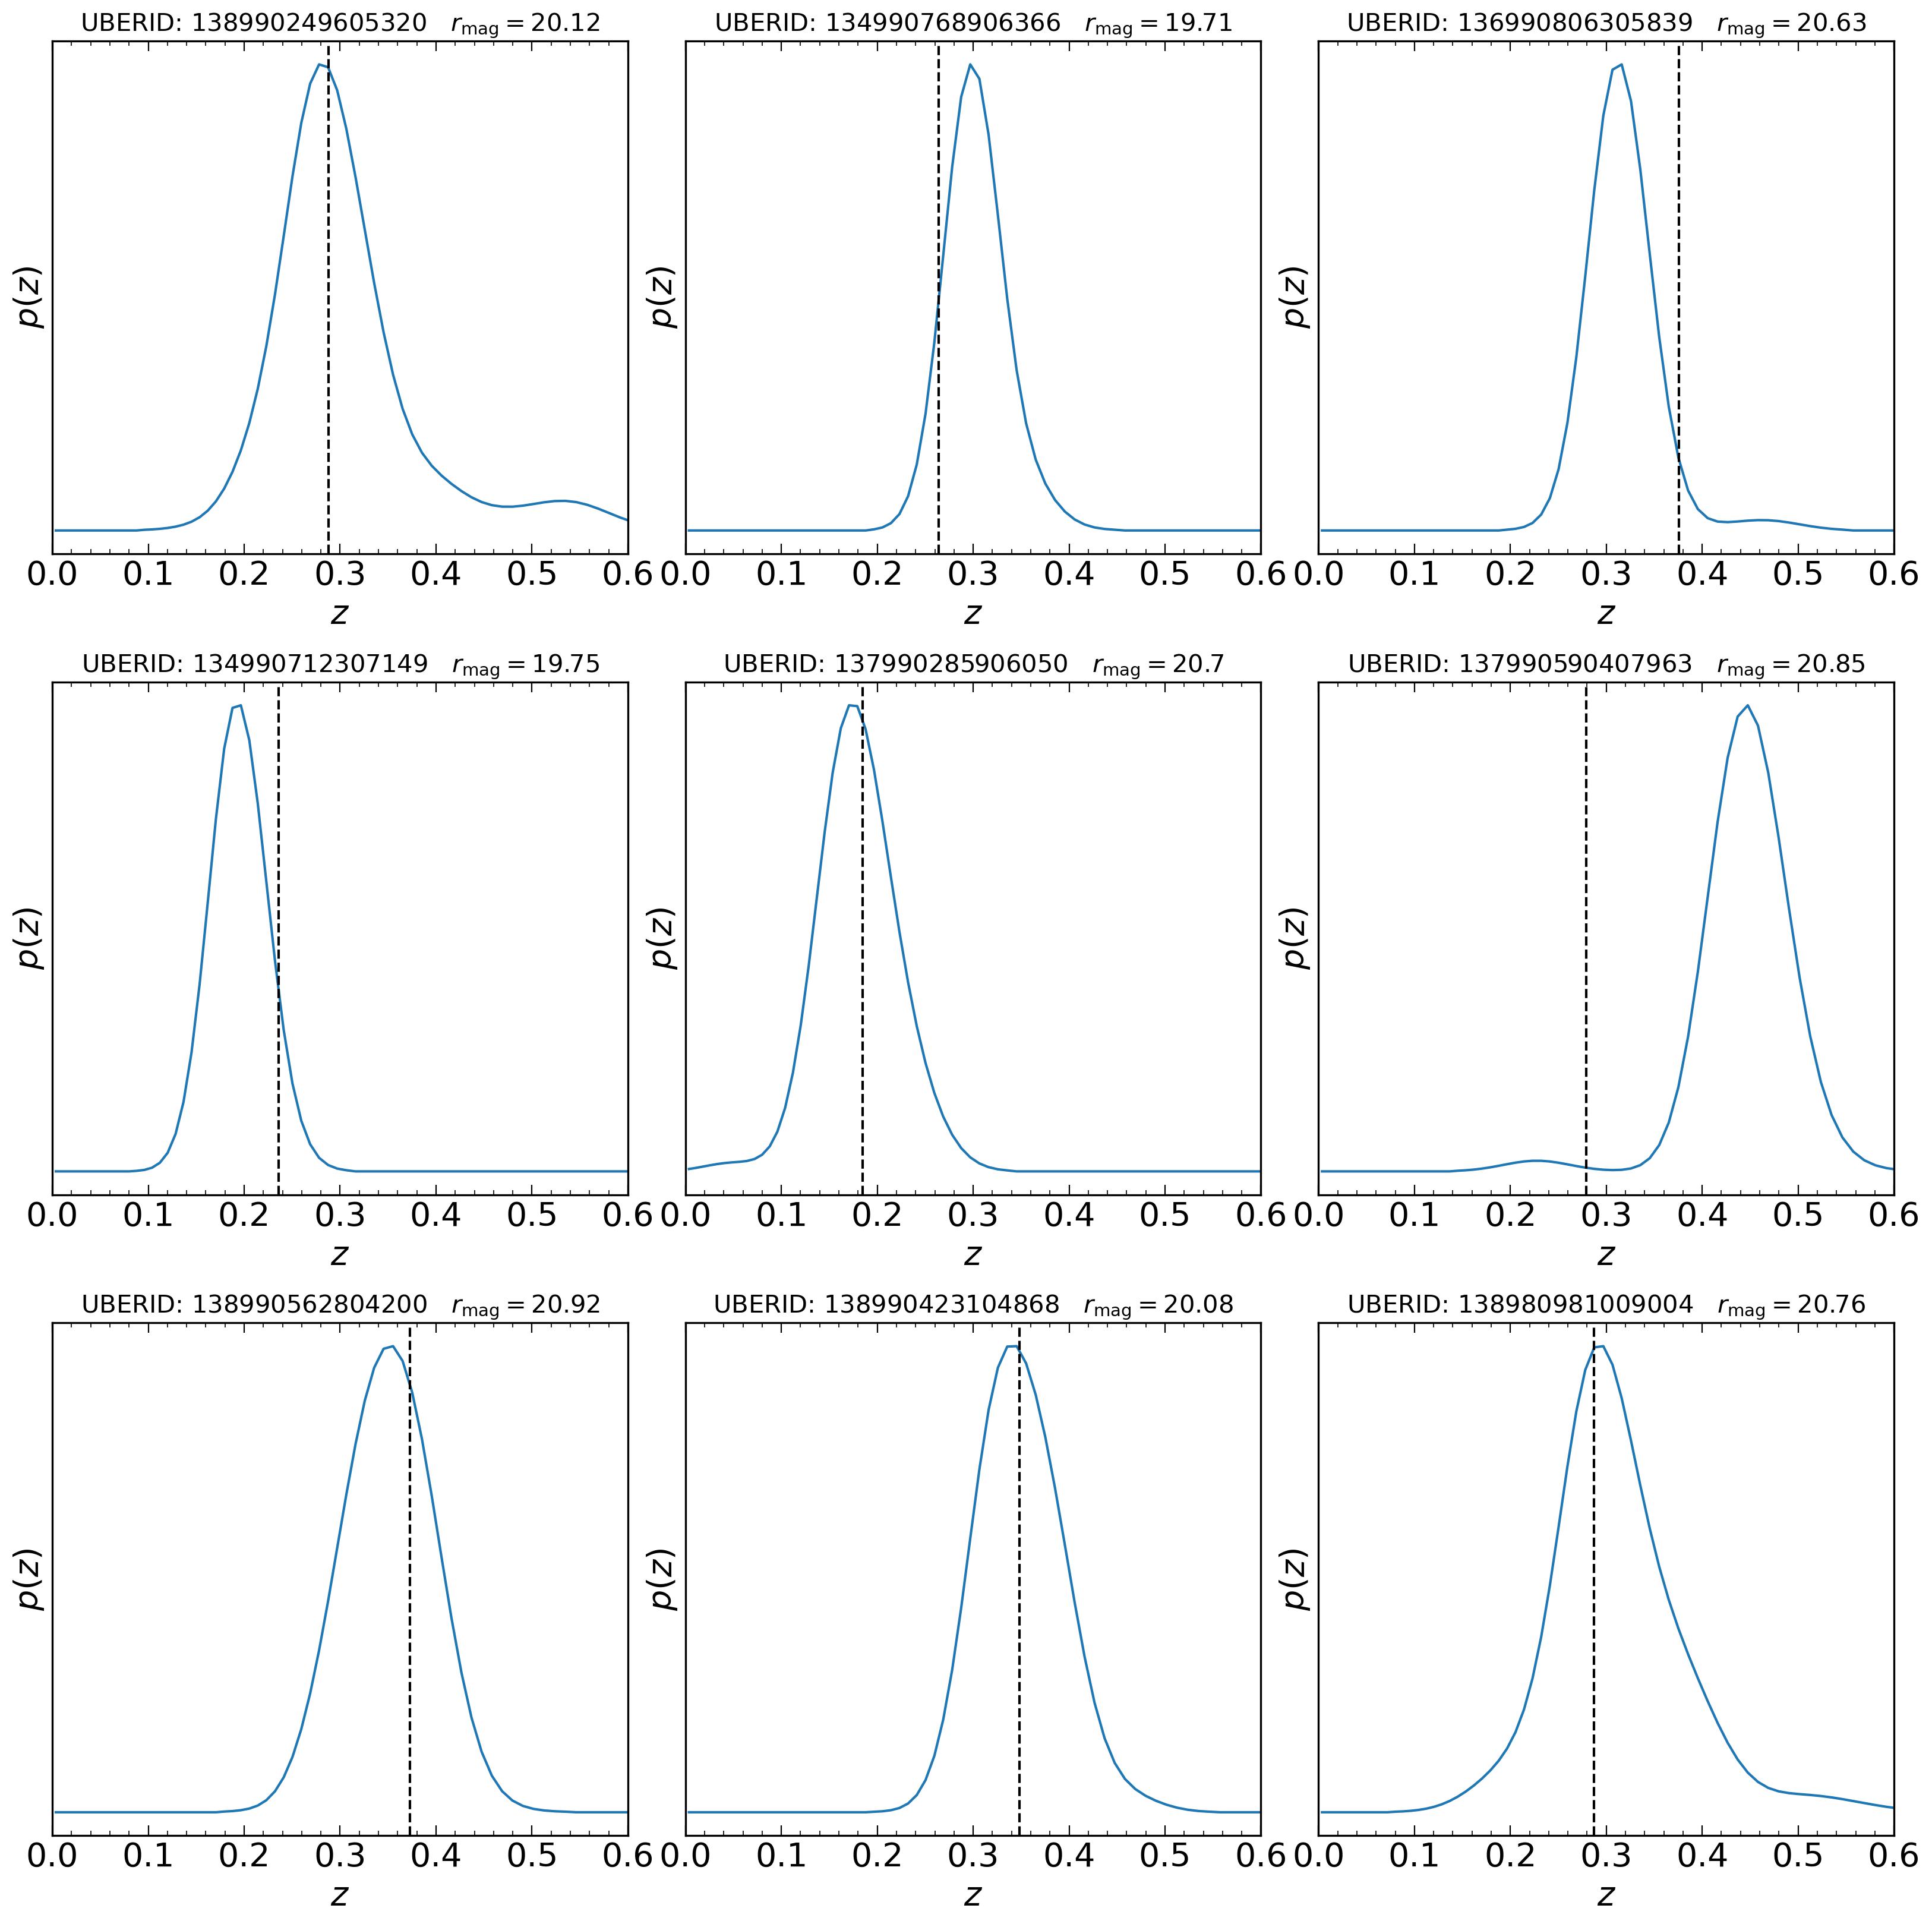 UBERID: 138990249605320 r_mag = 20.12
p(z)
0.0 0.1 0.2 0.3 0.4 0.5 0.6
z
UBERID: 134990768906366 r_mag = 19.71
p(z)
0.0 0.1 0.2 0.3 0.4 0.5 0.6
z
UBERID: 136990806305839 r_mag = 20.63
p(z)
0.0 0.1 0.2 0.3 0.4 0.5 0.6
z
UBERID: 134990712307149 r_mag = 19.75
p(z)
0.0 0.1 0.2 0.3 0.4 0.5 0.6
z
UBERID: 137990285906050 r_mag = 20.7
p(z)
0.0 0.1 0.2 0.3 0.4 0.5 0.6
z
UBERID: 137990590407963 r_mag = 20.85
p(z)
0.0 0.1 0.2 0.3 0.4 0.5 0.6
z
UBERID: 138990562804200 r_mag = 20.92
p(z)
0.0 0.1 0.2 0.3 0.4 0.5 0.6
z
UBERID: 138990423104868 r_mag = 20.08
p(z)
0.0 0.1 0.2 0.3 0.4 0.5 0.6
z
UBERID: 138980981009004 r_mag = 20.76
p(z)
0.0 0.1 0.2 0.3 0.4 0.5 0.6
z